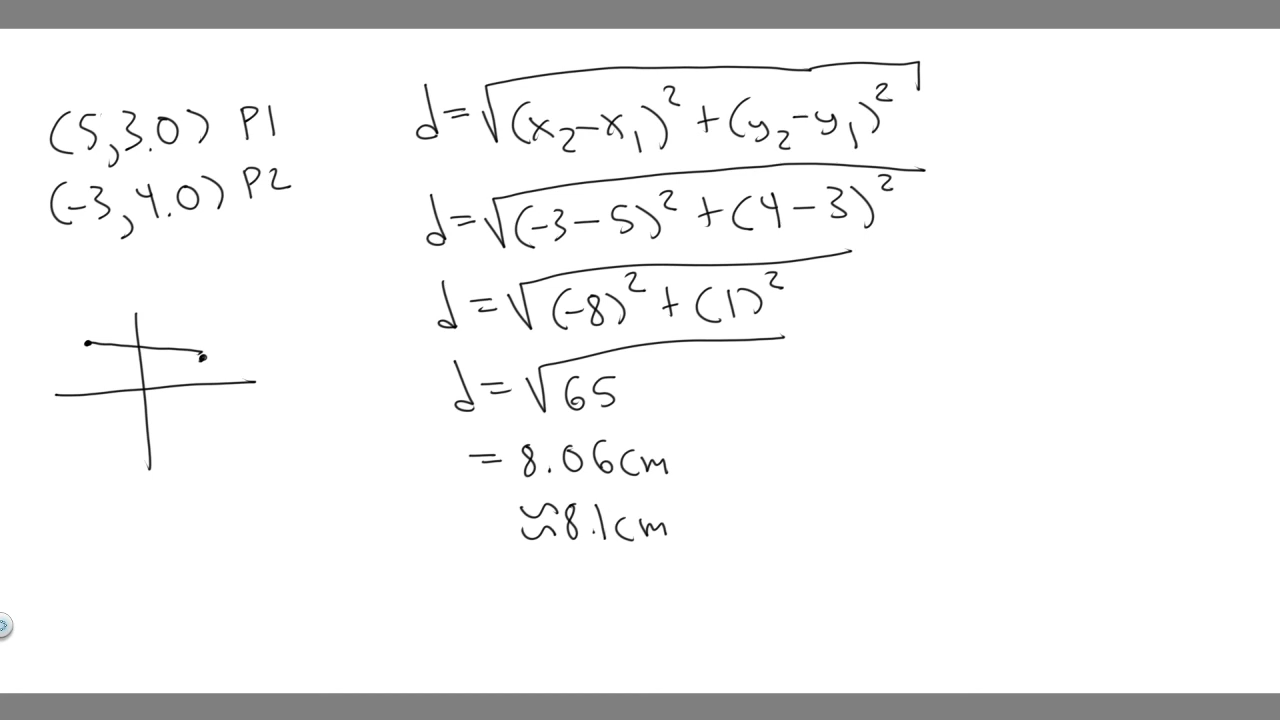 (5,3.0) P1
(-3,4.0) P2
d=√(x₂-x₁)²+(y₂-y₁)²
d=√(-3-5)²+(4-3)²
d=√(-8)²+(1)²
d=√65
=8.06cm
≈8.1cm